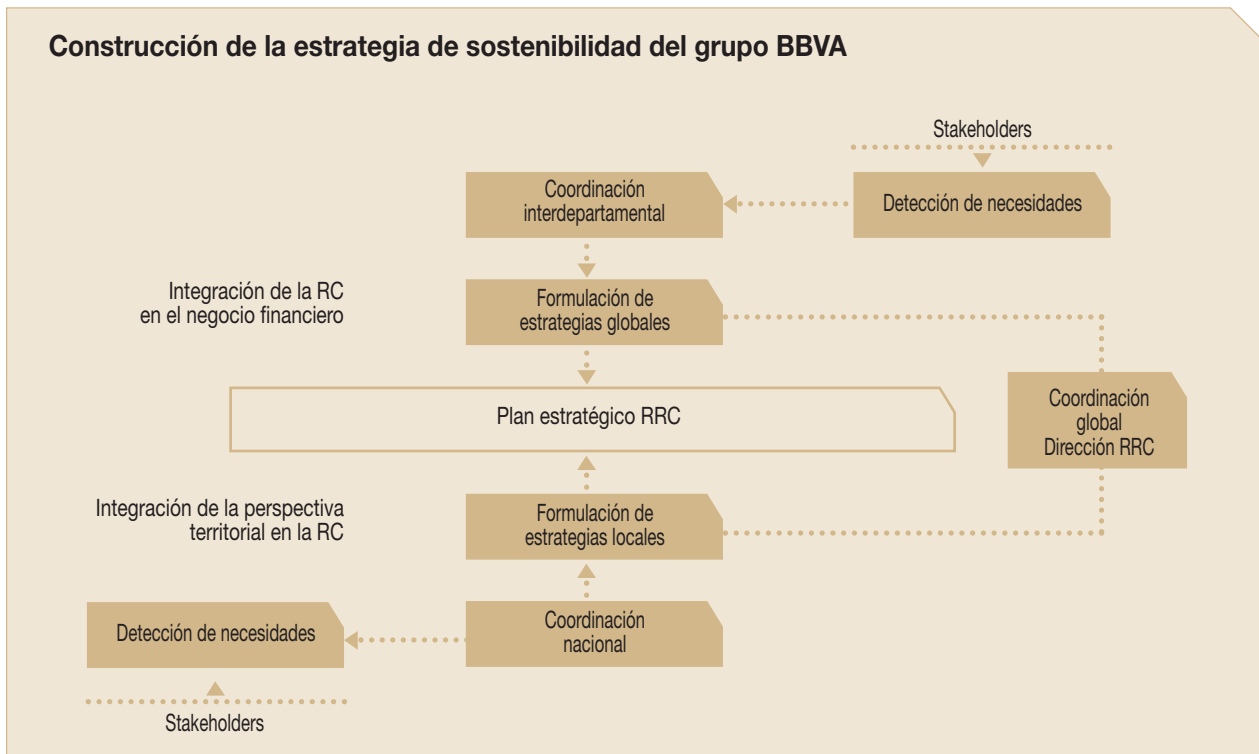 Construcción de la estrategia de sostenibilidad del grupo BBVA
Stakeholders
Coordinación
interdepartamental
Detección de necesidades
Integración de la RC
en el negocio financiero
Formulación de
estrategias globales
Plan estratégico RRC
Coordinación
global
Dirección RRC
Integración de la perspectiva
territorial en la RC
Formulación de
estrategias locales
Detección de necesidades
Coordinación
nacional
Stakeholders